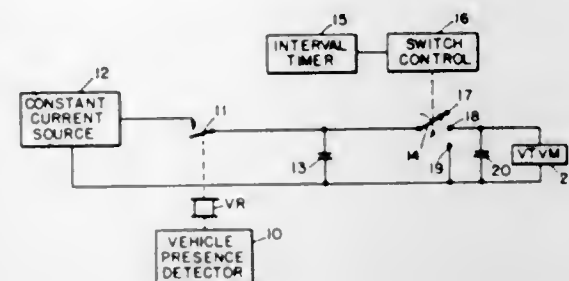 15
16
INTERVAL
TIMER
SWITCH
CONTROL
12
CONSTANT
CURRENT
SOURCE
11
17
18
14
13
19
20
VTVM
2
VR
VEHICLE
PRESENCE
DETECTOR
10